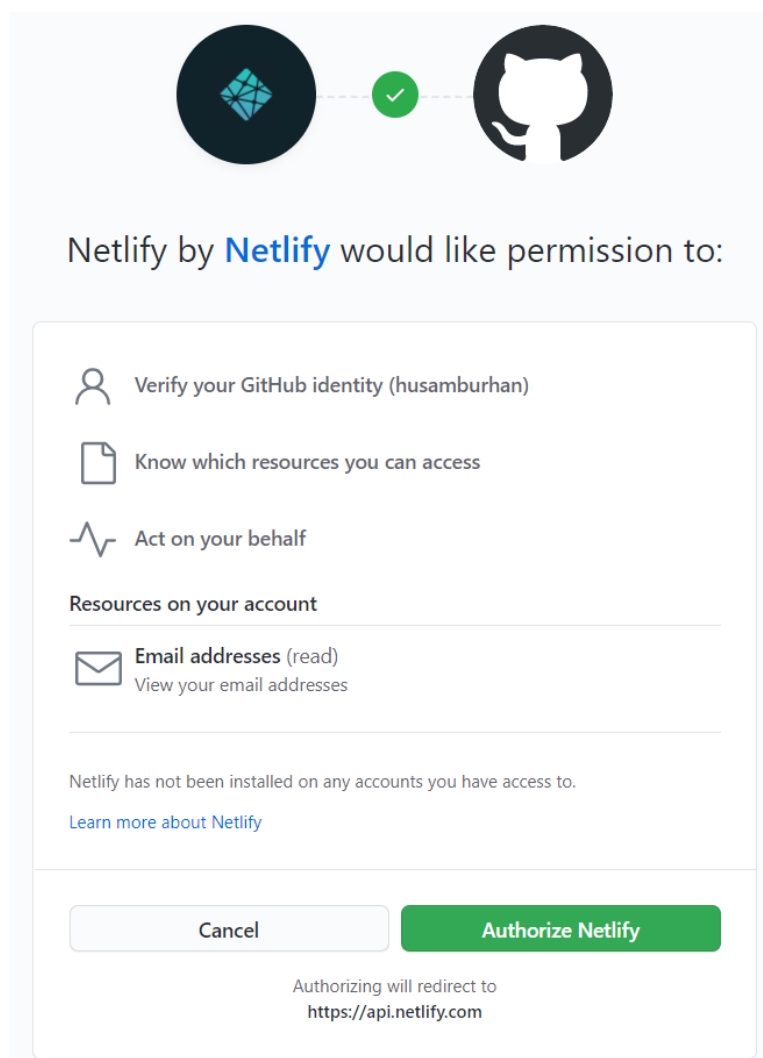 Netlify by Netlify would like permission to:
Verify your GitHub identity (husamburhan)
Know which resources you can access
Act on your behalf
Resources on your account
Email addresses (read)
View your email addresses
Netlify has not been installed on any accounts you have access to.
Learn more about Netlify
Cancel
Authorize Netlify
Authorizing will redirect to
https://api.netlify.com